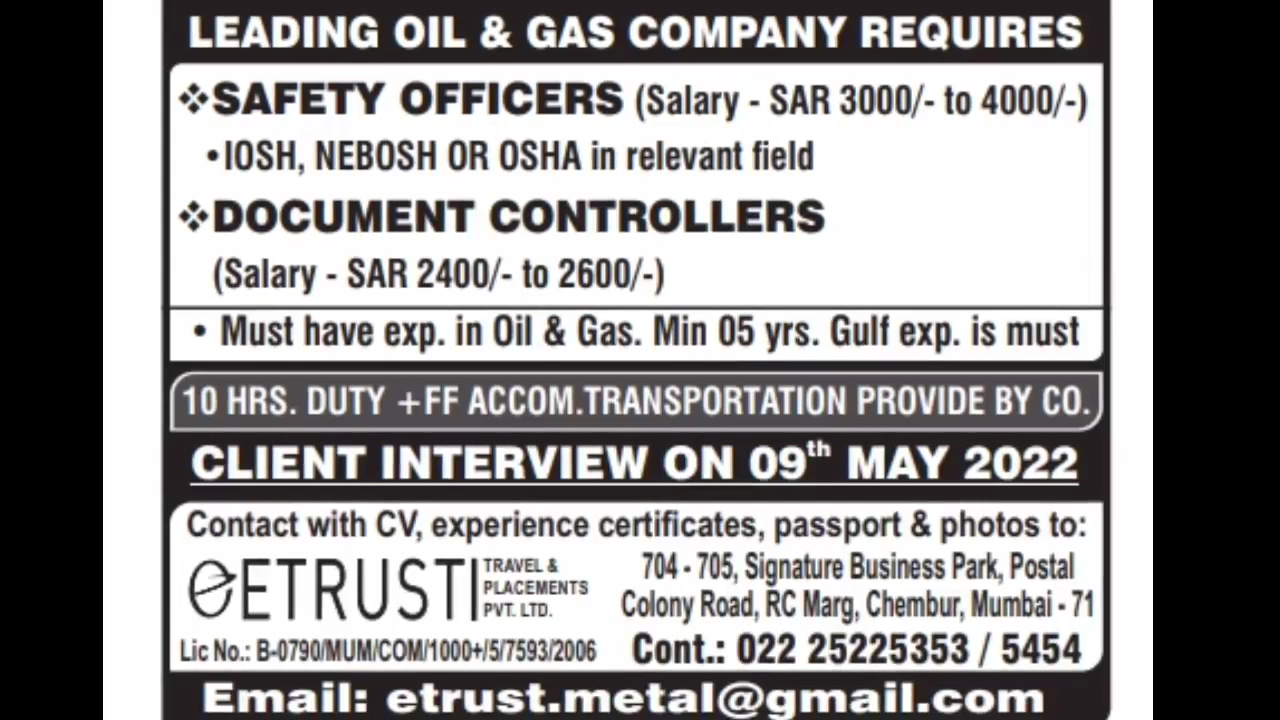 LEADING OIL & GAS COMPANY REQUIRES
❖SAFETY OFFICERS (Salary - SAR 3000/- to 4000/-)
•IOSH, NEBOSH OR OSHA in relevant field
❖DOCUMENT CONTROLLERS
(Salary - SAR 2400/- to 2600/-)
• Must have exp. in Oil & Gas. Min 05 yrs. Gulf exp. is must
10 HRS. DUTY +FF ACCOM.TRANSPORTATION PROVIDE BY CO.
CLIENT INTERVIEW ON 09th MAY 2022
Contact with CV, experience certificates, passport & photos to:
eETRUST
TRAVEL &
PLACEMENTS
PVT. LTD.
704 - 705, Signature Business Park, Postal
Colony Road, RC Marg, Chembur, Mumbai - 71
Lic No.: B-0790/MUM/COM/1000+/5/7593/2006
Cont.: 022 25225353 / 5454
Email: etrust.metal@gmail.com